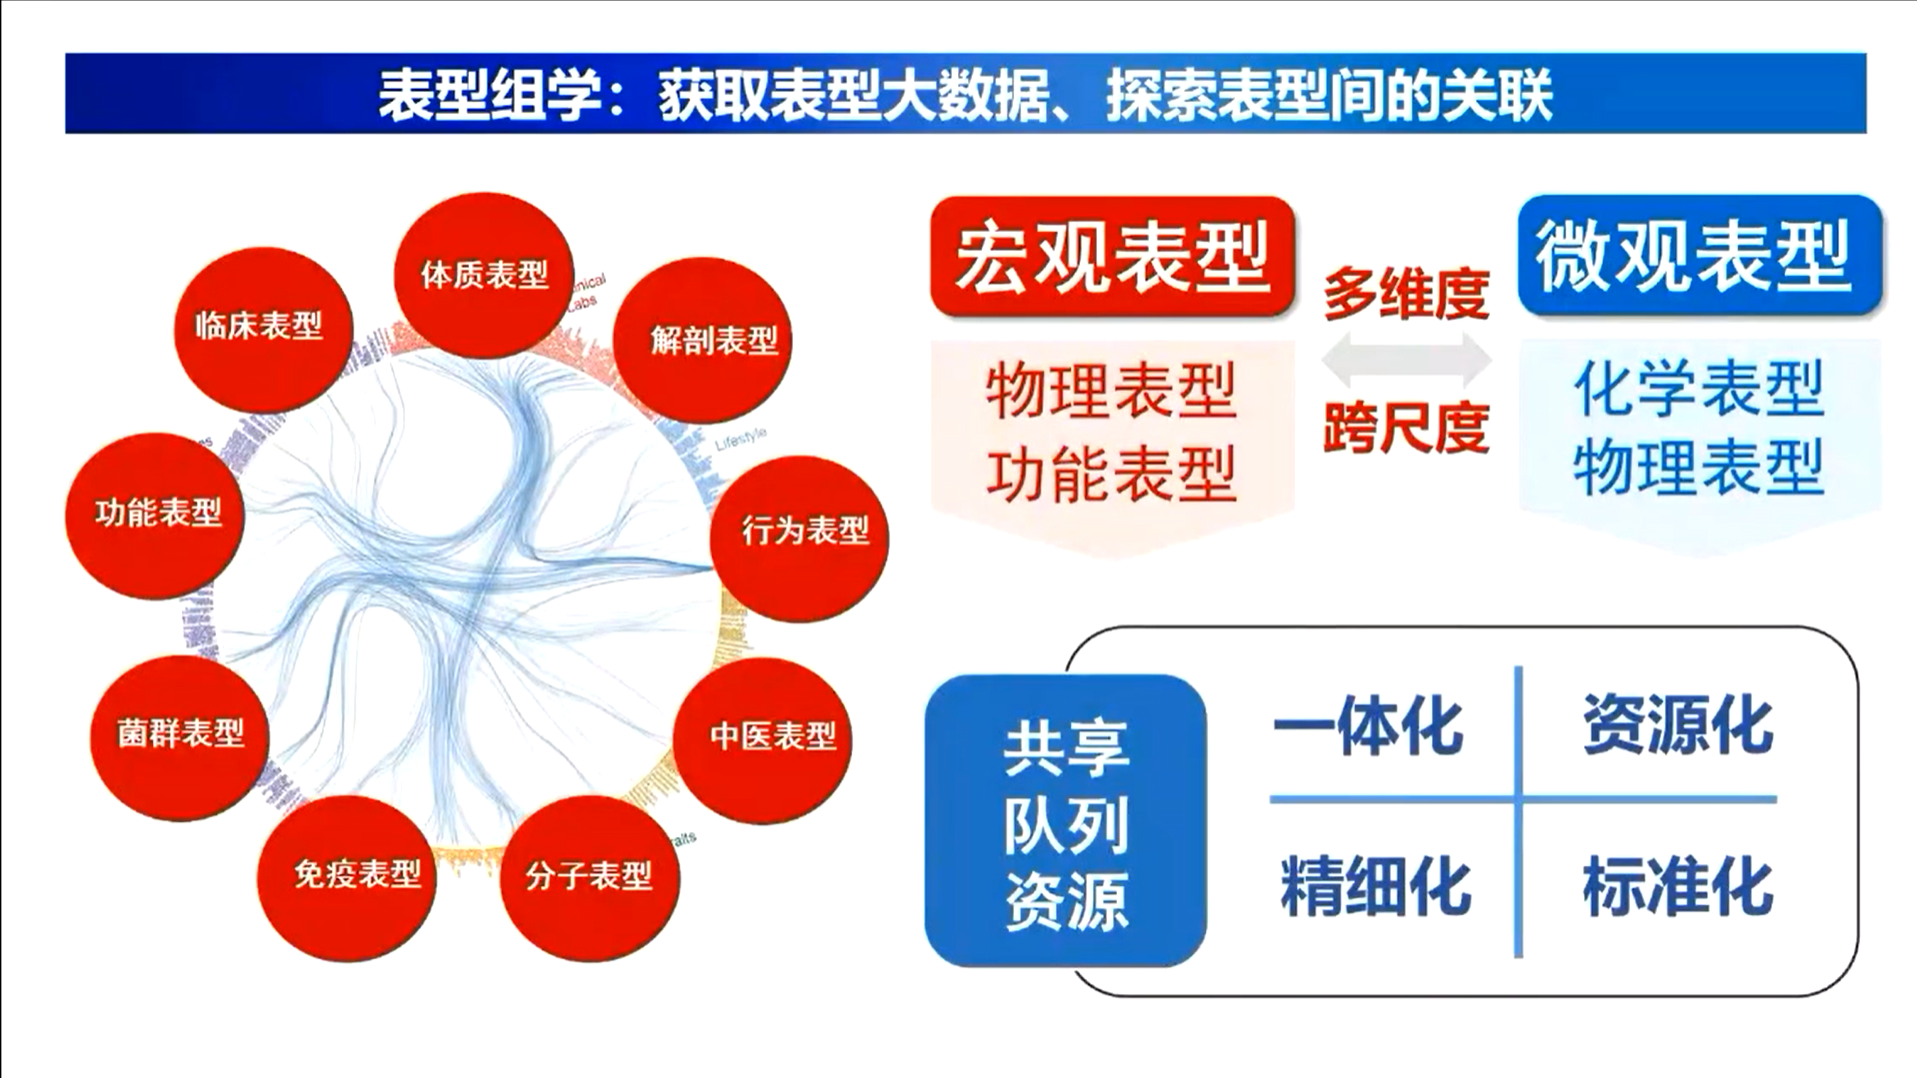 表型组学：获取表型大数据、探索表型间的关联
体质表型
临床表型
解剖表型
Lifestyle
功能表型
行为表型
菌群表型
中医表型
免疫表型
分子表型
宏观表型
物理表型
功能表型
多维度
跨尺度
微观表型
化学表型
物理表型
共享
队列
资源
一体化
资源化
精细化
标准化